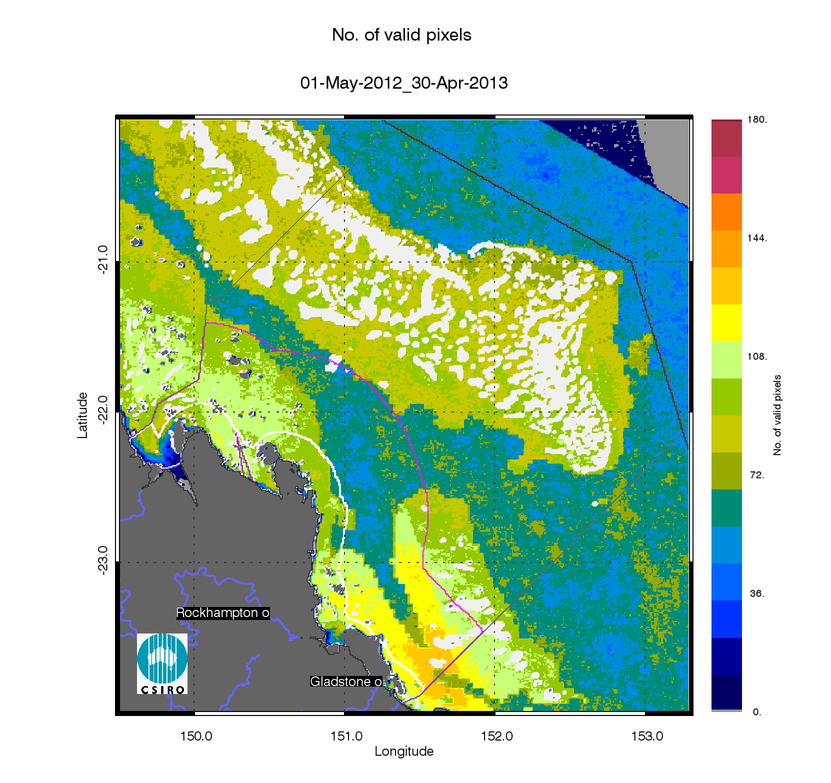 No. of valid pixels
01-May-2012_30-Apr-2013
180.
144.
108.
72.
36.
0.
No. of valid pixels
-21.0
-22.0
-23.0
Latitude
Rockhampton o
Gladstone o
CSIRO
150.0 151.0 152.0 153.0
Longitude